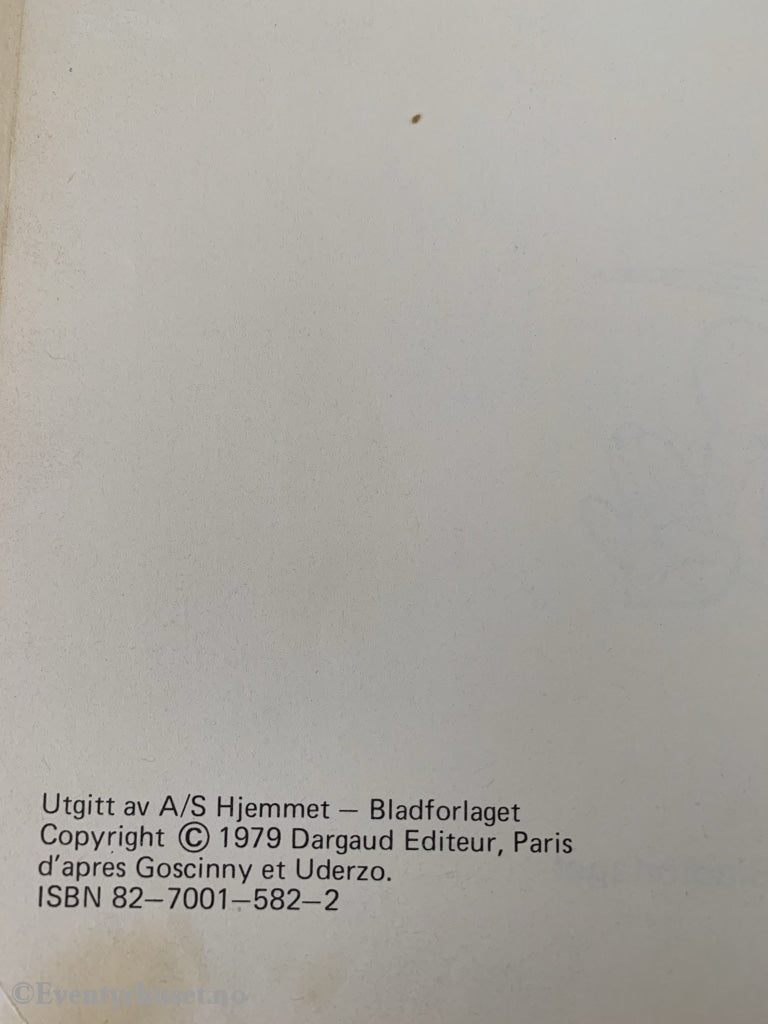 Utgitt av A/S Hjemmet — Bladforlaget
Copyright © 1979 Dargaud Editeur, Paris
d'apres Goscinny et Uderzo.
ISBN 82—7001—582—2
©Eventyrhuset.no